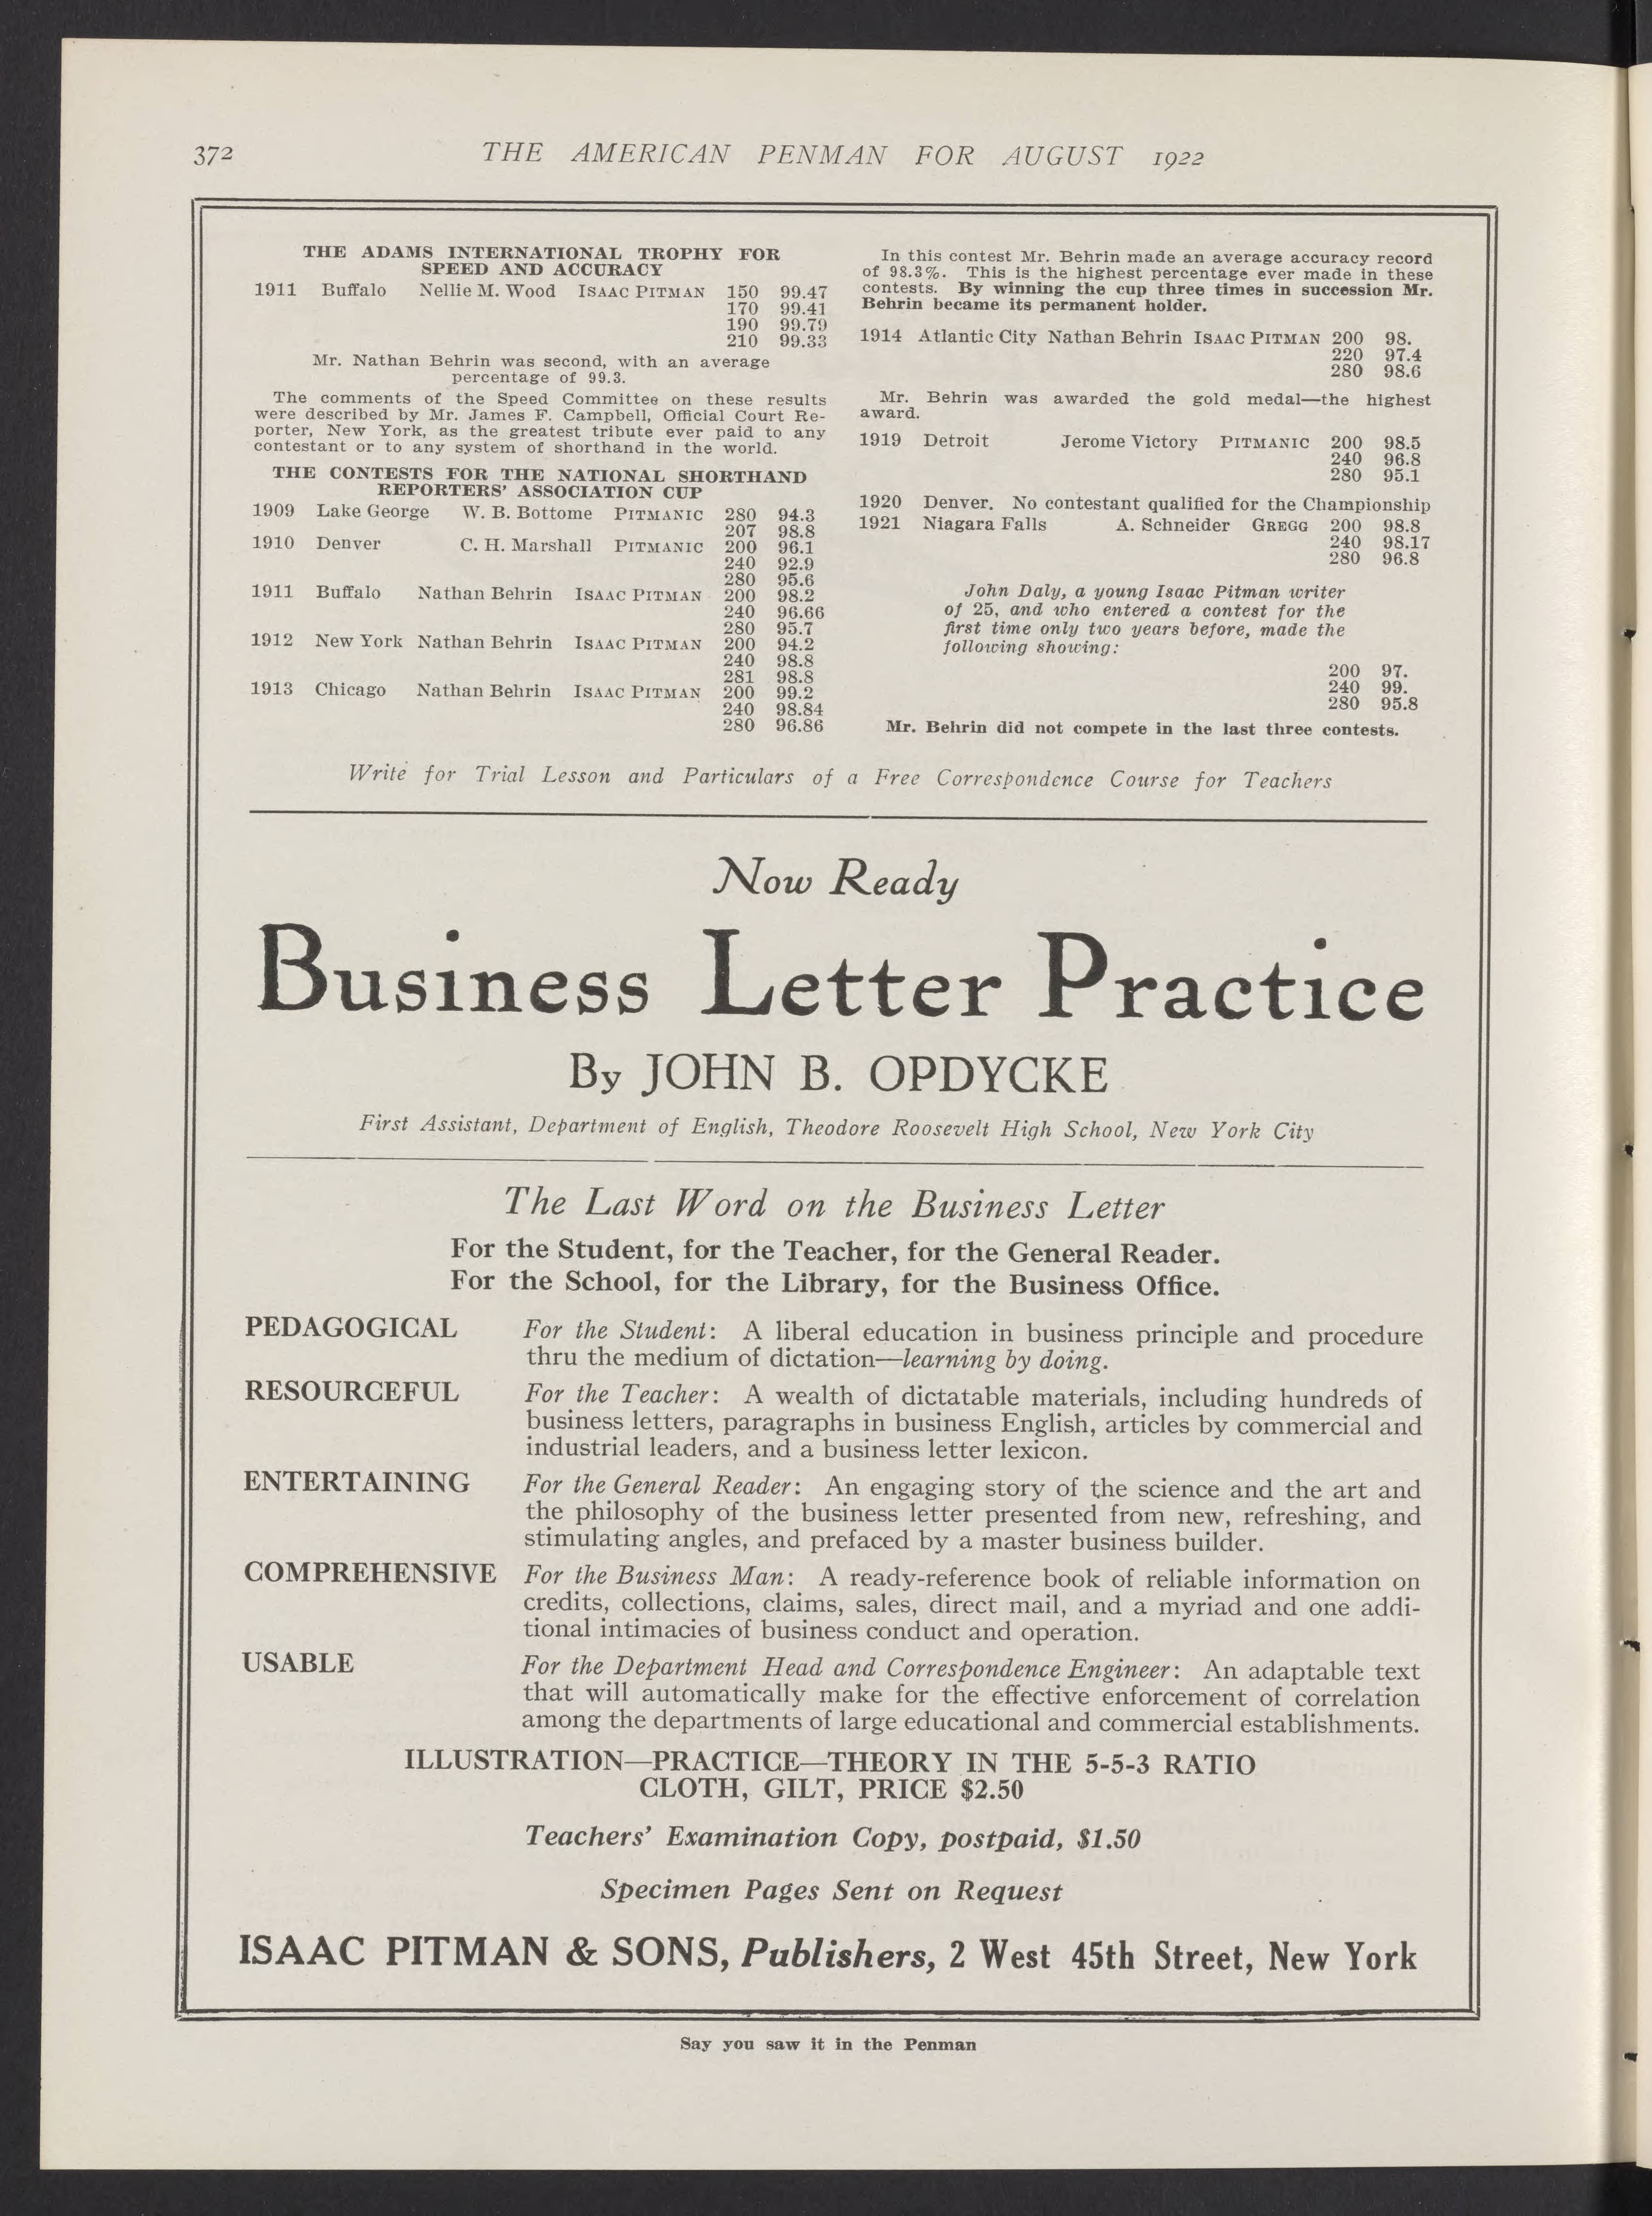 372
THE AMERICAN PENMAN FOR AUGUST 1922
THE ADAMS INTERNATIONAL TROPHY FOR
SPEED AND ACCURACY
1911 Buffalo Nellie M. Wood ISAAC PITMAN 150 99.47
170 99.41
190 99.79
210 99.33
Mr. Nathan Behrin was second, with an average
percentage of 99.3.
The comments of the Speed Committee on these results
were described by Mr. James F. Campbell, Official Court Re-
porter, New York, as the greatest tribute ever paid to any
contestant or to any system of shorthand in the world.
THE CONTESTS FOR THE NATIONAL SHORTHAND
REPORTERS' ASSOCIATION CUP
1909 Lake George W. B. Bottome PITMANIC 280 94.3
207 98.8
1910 Denver C. H. Marshall PITMANIC 200 96.1
240 92.9
280 95.6
1911 Buffalo Nathan Behrin ISAAC PITMAN 200 98.2
240 96.66
280 95.7
1912 New York Nathan Behrin ISAAC PITMAN 200 94.2
240 98.8
281 98.8
1913 Chicago Nathan Behrin ISAAC PITMAN 200 99.2
240 98.84
280 96.86
In this contest Mr. Behrin made an average accuracy record
of 98.3%. This is the highest percentage ever made in these
contests. By winning the cup three times in succession Mr.
Behrin became its permanent holder.
1914 Atlantic City Nathan Behrin ISAAC PITMAN 200 98.
220 97.4
280 98.6
Mr. Behrin was awarded the gold medal—the highest
award.
1919 Detroit Jerome Victory PITMANIC 200 98.5
240 96.8
280 95.1
1920 Denver. No contestant qualified for the Championship
1921 Niagara Falls A. Schneider GREGG 200 98.8
240 98.17
280 96.8
John Daly, a young Isaac Pitman writer
of 25, and who entered a contest for the
first time only two years before, made the
following showing:
200 97.
240 99.
280 95.8
Mr. Behrin did not compete in the last three contests.
Write for Trial Lesson and Particulars of a Free Correspondence Course for Teachers
Now Ready
Business Letter Practice
By JOHN B. OPDYCKE
First Assistant, Department of English, Theodore Roosevelt High School, New York City
The Last Word on the Business Letter
For the Student, for the Teacher, for the General Reader.
For the School, for the Library, for the Business Office.
PEDAGOGICAL For the Student: A liberal education in business principle and procedure
thru the medium of dictation—learning by doing.
RESOURCEFUL For the Teacher: A wealth of dictatable materials, including hundreds of
business letters, paragraphs in business English, articles by commercial and
industrial leaders, and a business letter lexicon.
ENTERTAINING For the General Reader: An engaging story of the science and the art and
the philosophy of the business letter presented from new, refreshing, and
stimulating angles, and prefaced by a master business builder.
COMPREHENSIVE For the Business Man: A ready-reference book of reliable information on
credits, collections, claims, sales, direct mail, and a myriad and one addi-
tional intimacies of business conduct and operation.
USABLE For the Department Head and Correspondence Engineer: An adaptable text
that will automatically make for the effective enforcement of correlation
among the departments of large educational and commercial establishments.
ILLUSTRATION—PRACTICE—THEORY IN THE 5-5-3 RATIO
CLOTH, GILT, PRICE $2.50
Teachers' Examination Copy, postpaid, $1.50
Specimen Pages Sent on Request
ISAAC PITMAN & SONS, Publishers, 2 West 45th Street, New York
Say you saw it in the Penman